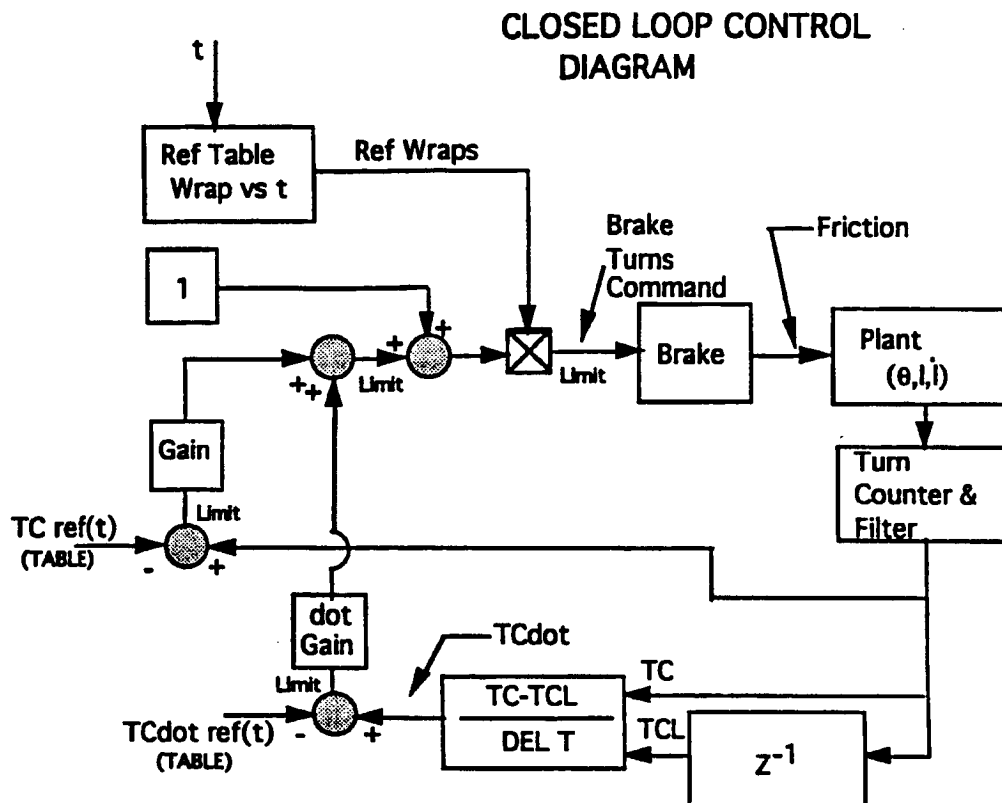 CLOSED LOOP CONTROL
DIAGRAM
t
Ref Table
Wrap vs t
Ref Wraps
1
Brake
Turns
Command
Friction
+
+
+
+
Limit
Limit
Brake
Plant
(θ,l,l̇)
Gain
Limit
Turn
Counter &
Filter
TC ref(t)
(TABLE)
-
+
dot
Gain
TCdot
Limit
TC
TC-TCL
DEL T
TCL
Z⁻¹
TCdot ref(t)
(TABLE)
-
+